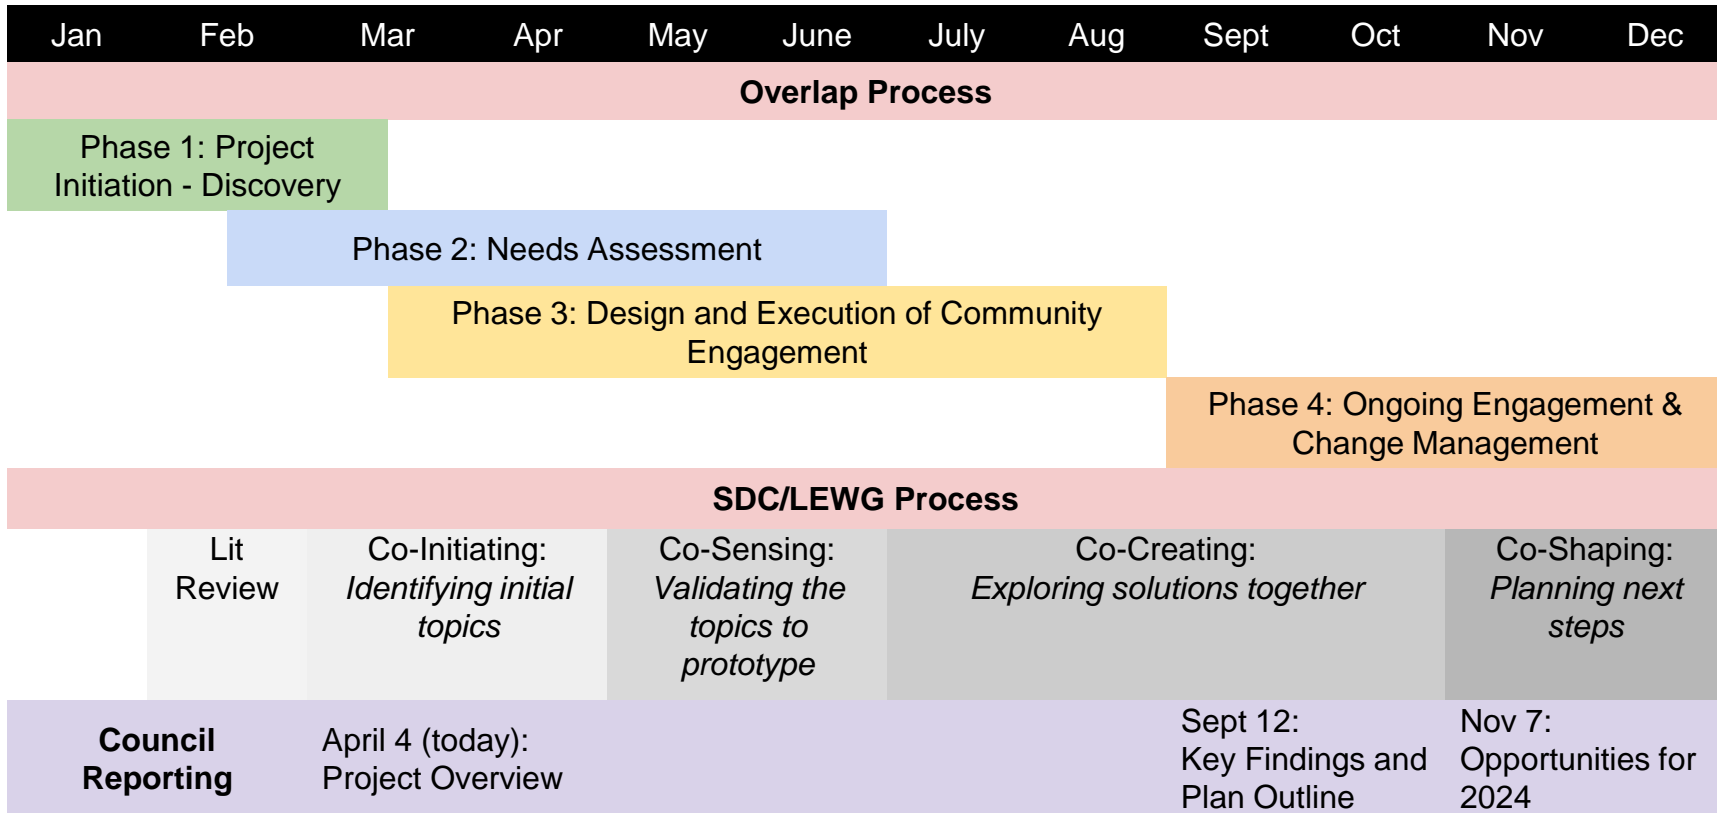 Jan Feb Mar Apr May June July Aug Sept Oct Nov Dec
Overlap Process
Phase 1: Project
Initiation - Discovery
Phase 2: Needs Assessment
Phase 3: Design and Execution of Community
Engagement
Phase 4: Ongoing Engagement &
Change Management
SDC/LEWG Process
Lit
Review
Co-Initiating:
Identifying initial
topics
Co-Sensing:
Validating the
topics to
prototype
Co-Creating:
Exploring solutions together
Co-Shaping:
Planning next
steps
Council
Reporting
April 4 (today):
Project Overview
Sept 12:
Key Findings and
Plan Outline
Nov 7:
Opportunities for
2024